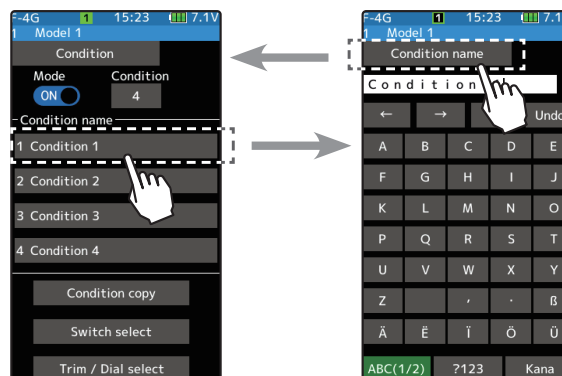 F-4G 1 15:23 7.1V
1 Model 1
Condition
Mode Condition
ON 4
Condition name
1 Condition 1
2 Condition 2
3 Condition 3
4 Condition 4
Condition copy
Switch select
Trim / Dial select
F-4G 1 15:23 7.1
1 Model 1
Condition name
Condition
← → Undo
A B C D E
F G H I J
K L M N O
P Q R S T
U V W X Y
Z ' · ß
Ä Ë Ï Ö Ü
ABC(1/2) ?123 Kana